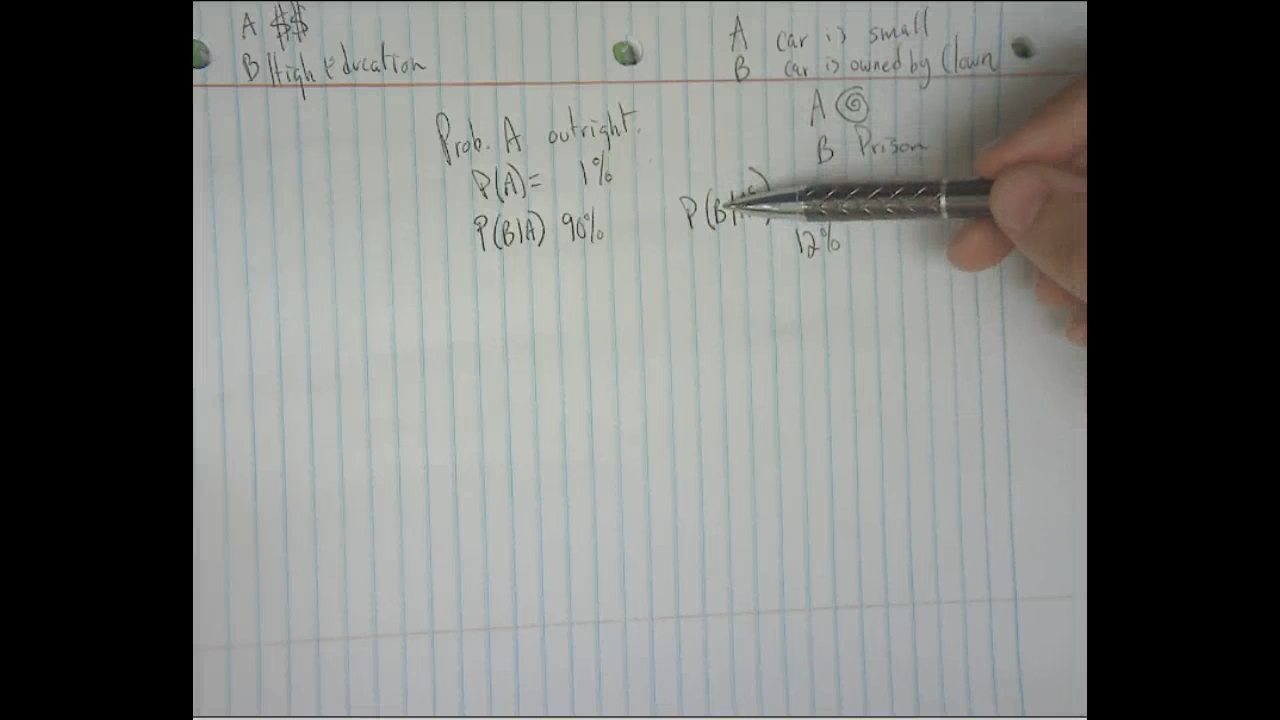 A $$
B High Education
A car is small
B car is owned by Clown
A
B Prison
Prob. A outright.
P(A)= 1%
P(B|A) 90%
P(B|
12%